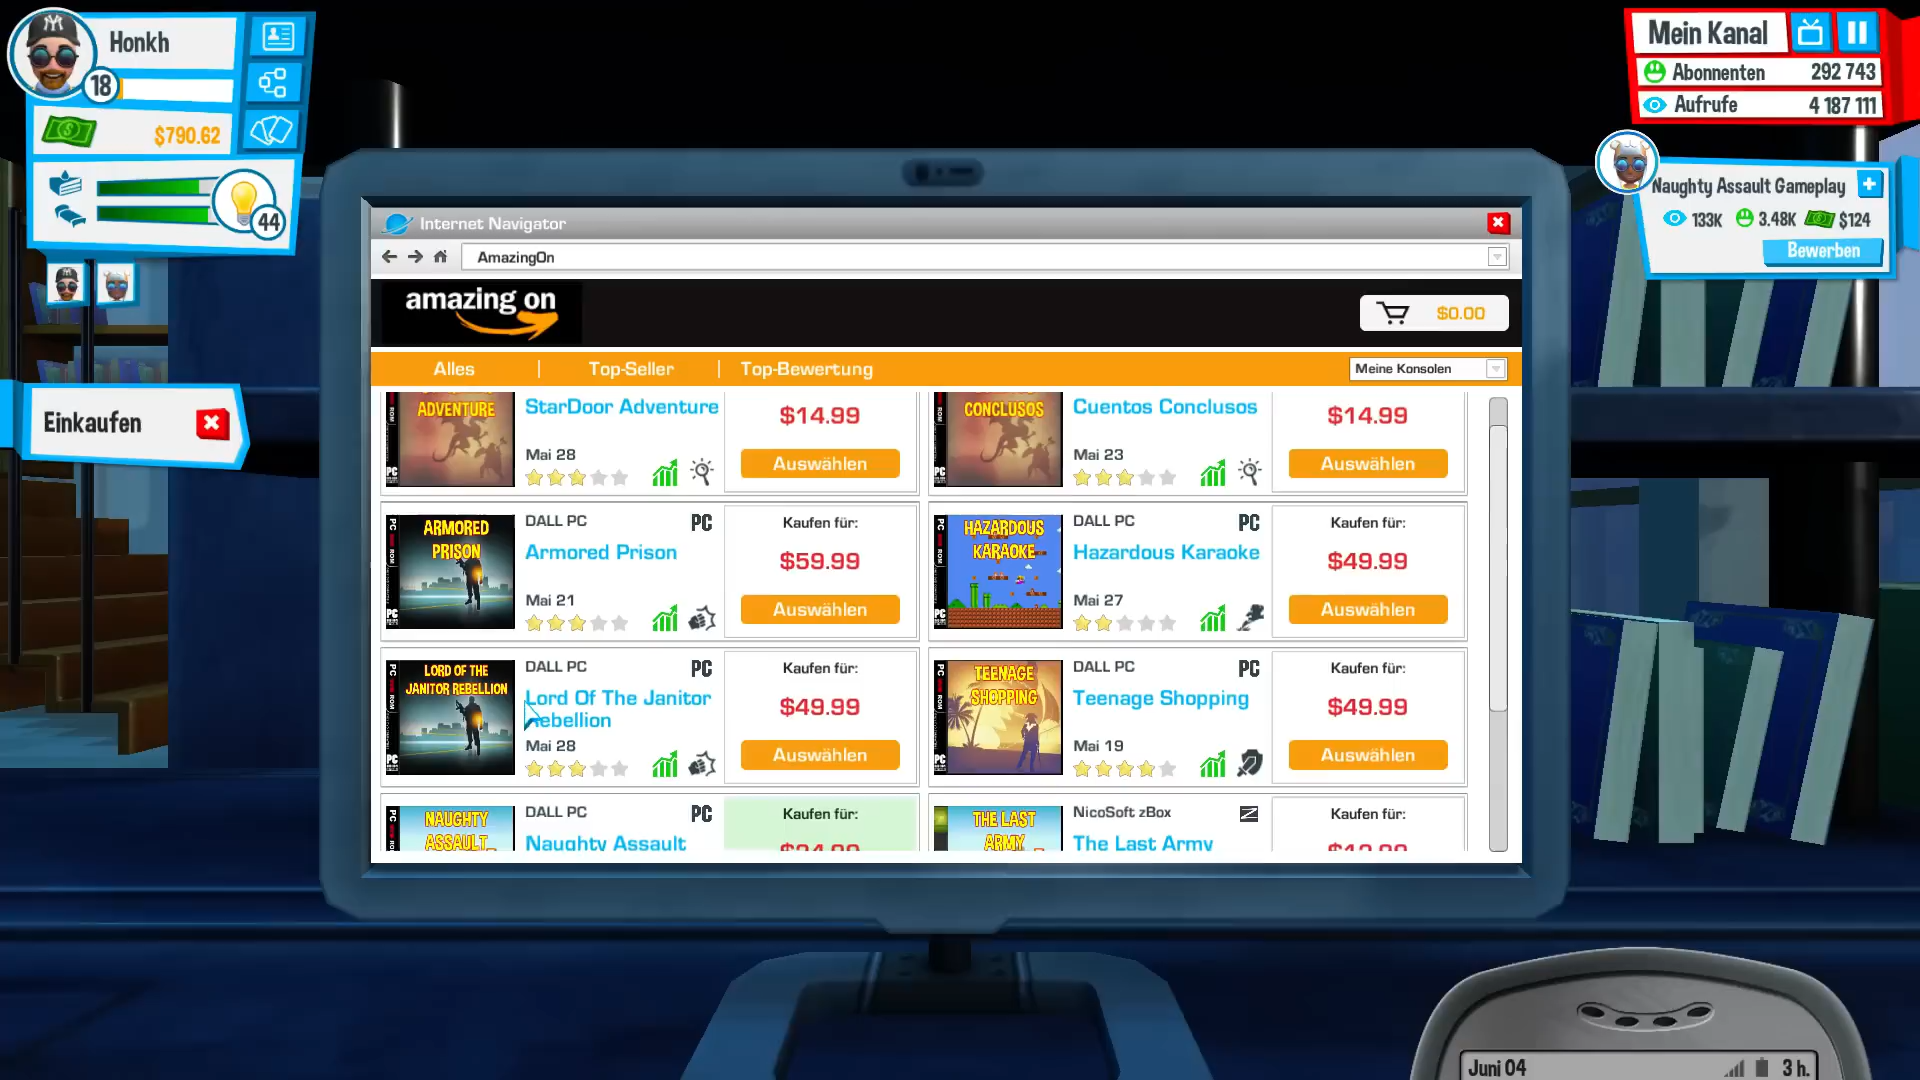 Honkh
18
$790.62
44
Mein Kanal
Abonnenten 292 743
Aufrufe 4 187 111
Naughty Assault Gameplay
133K 3.48K $124
Bewerben
Einkaufen
Internet Navigator
AmazingOn
amazing on
$0.00
Alles
Top-Seller
Top-Bewertung
Meine Konsolen
ADVENTURE
PC
StarDoor Adventure
Mai 28
$14.99
Auswählen
CONCLUSOS
PC
Cuentos Conclusos
Mai 23
$14.99
Auswählen
ARMORED
PRISON
PC
DALL PC
PC
Armored Prison
Mai 21
Kaufen für:
$59.99
Auswählen
HAZARDOUS
KARAOKE
PC
DALL PC
PC
Hazardous Karaoke
Mai 27
Kaufen für:
$49.99
Auswählen
LORD OF THE
JANITOR REBELLION
PC
DALL PC
PC
Lord Of The Janitor
Rebellion
Mai 28
Kaufen für:
$49.99
Auswählen
TEENAGE
SHOPPING
PC
DALL PC
PC
Teenage Shopping
Mai 19
Kaufen für:
$49.99
Auswählen
NAUGHTY
ASSAULT
DALL PC
PC
Naughty Assault
Kaufen für:
THE LAST
ARMY
NicoSoft zBox
The Last Army
Kaufen für:
Juni 04
3 h.